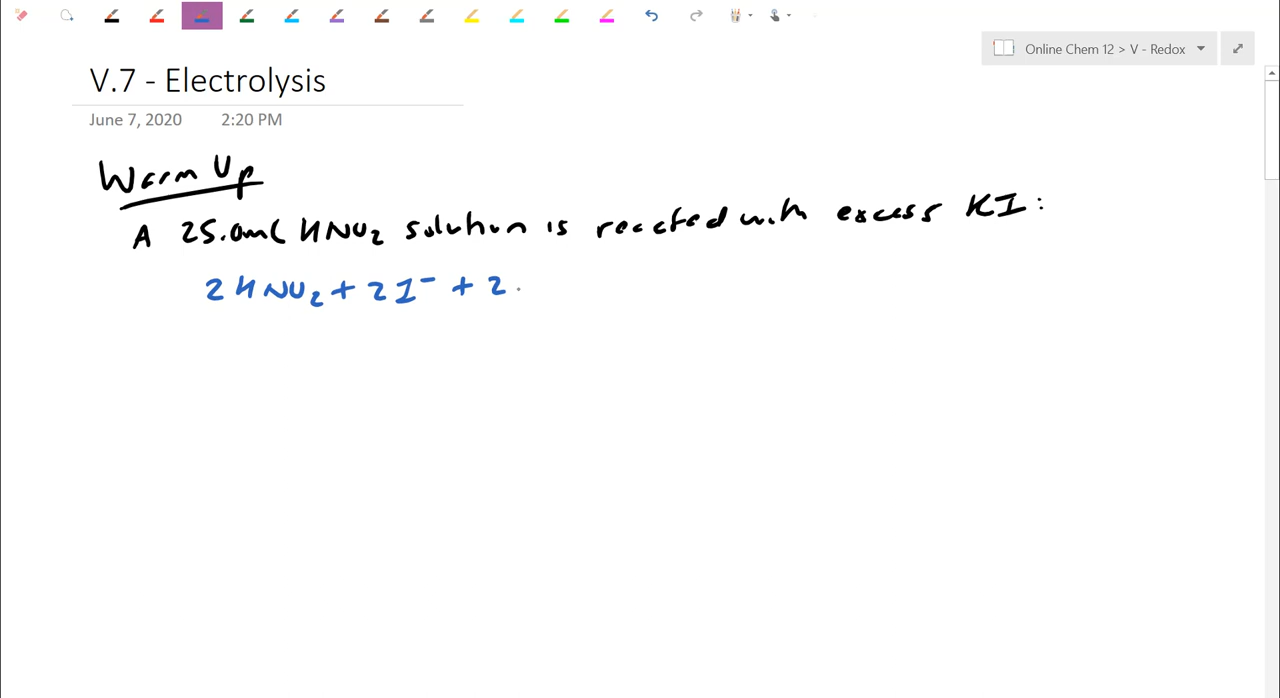 Online Chem 12 > V - Redox
V.7 - Electrolysis
June 7, 2020 2:20 PM
Warm Up
A 25.0mL HNO₂ solution is reacted with excess KI:
2 HNO₂ + 2 I⁻ + 2